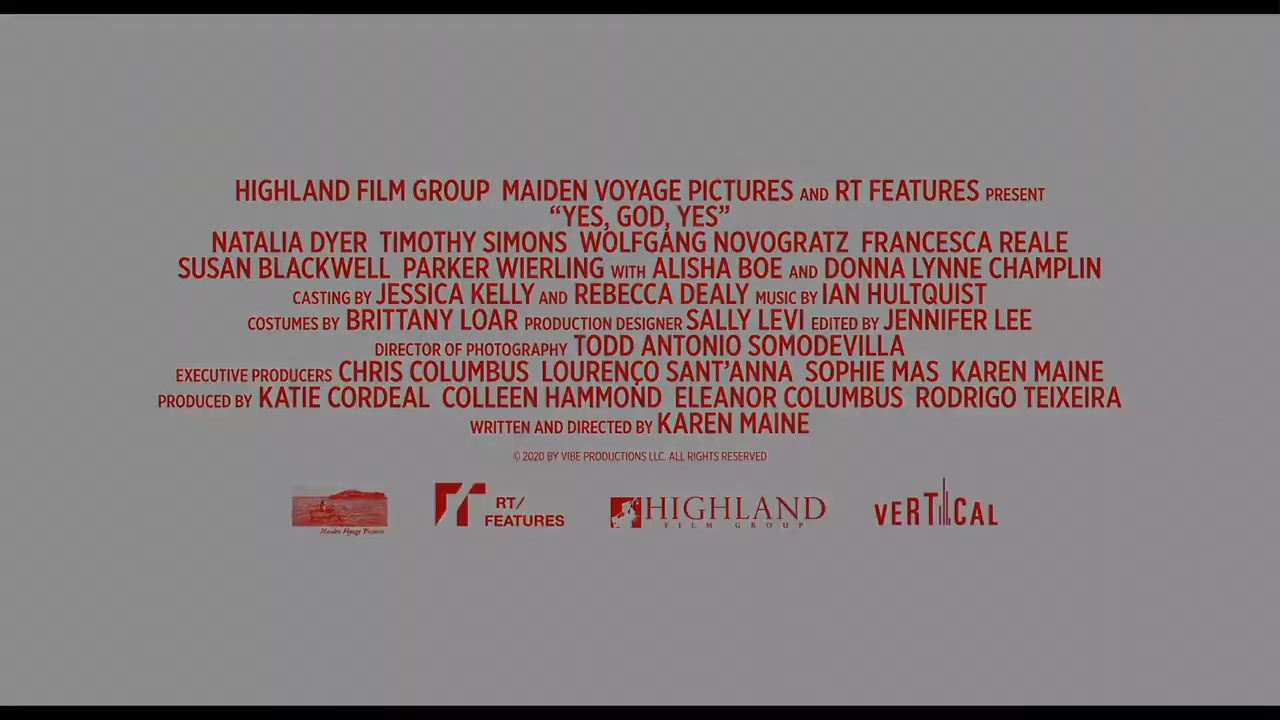 HIGHLAND FILM GROUP MAIDEN VOYAGE PICTURES AND RT FEATURES PRESENT
“YES, GOD, YES”
NATALIA DYER TIMOTHY SIMONS WOLFGANG NOVOGRATZ FRANCESCA REALE
SUSAN BLACKWELL PARKER WIERLING WITH ALISHA BOE AND DONNA LYNNE CHAMPLIN
CASTING BY JESSICA KELLY AND REBECCA DEALY MUSIC BY IAN HULTQUIST
COSTUMES BY BRITTANY LOAR PRODUCTION DESIGNER SALLY LEVI EDITED BY JENNIFER LEE
DIRECTOR OF PHOTOGRAPHY TODD ANTONIO SOMODEVILLA
EXECUTIVE PRODUCERS CHRIS COLUMBUS LOURENÇO SANT’ANNA SOPHIE MAS KAREN MAINE
PRODUCED BY KATIE CORDEAL COLLEEN HAMMOND ELEANOR COLUMBUS RODRIGO TEIXEIRA
WRITTEN AND DIRECTED BY KAREN MAINE
© 2020 BY VIBE PRODUCTIONS LLC. ALL RIGHTS RESERVED
Maiden Voyage Pictures
RT/
FEATURES
HIGHLAND
FILM GROUP
VERTICAL